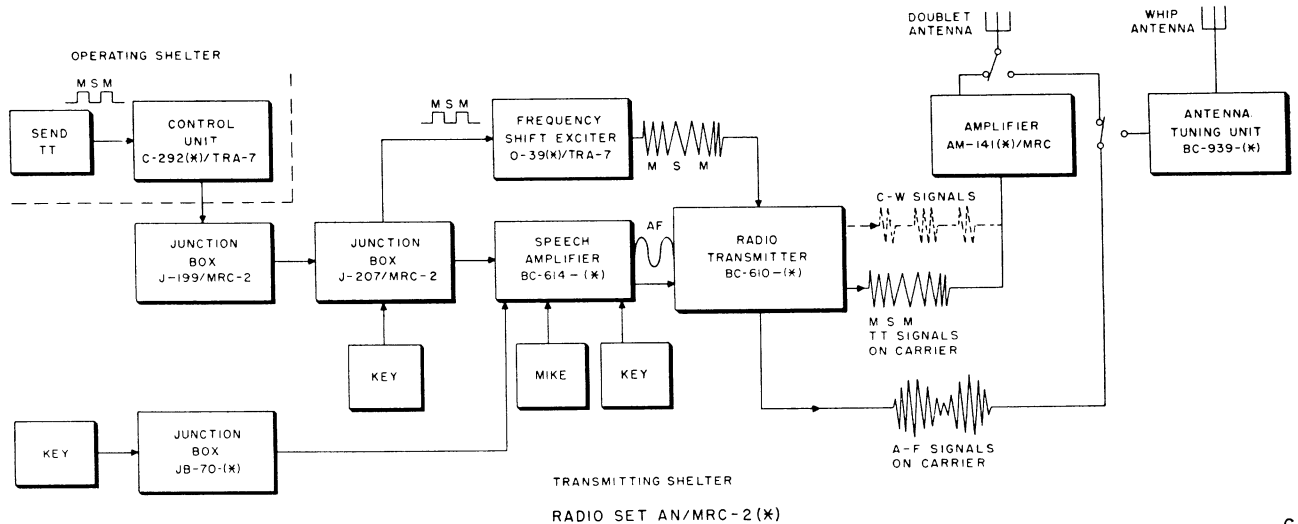 DOUBLET
ANTENNA
WHIP
ANTENNA
OPERATING SHELTER
M S M
SEND
TT
CONTROL
UNIT
C-292(*)/TRA-7
M S M
FREQUENCY
SHIFT EXCITER
O-39(*)/TRA-7
M S M
AMPLIFIER
AM-141(*)/MRC
ANTENNA
TUNING UNIT
BC-939-(*)
JUNCTION
BOX
J-199/MRC-2
JUNCTION
BOX
J-207/MRC-2
SPEECH
AMPLIFIER
BC-614-(*)
AF
RADIO
TRANSMITTER
BC-610-(*)
C-W SIGNALS
M S M
TT SIGNALS
ON CARRIER
KEY
MIKE
KEY
KEY
JUNCTION
BOX
JB-70-(*)
A-F SIGNALS
ON CARRIER
TRANSMITTING SHELTER
RADIO SET AN/MRC-2(*)